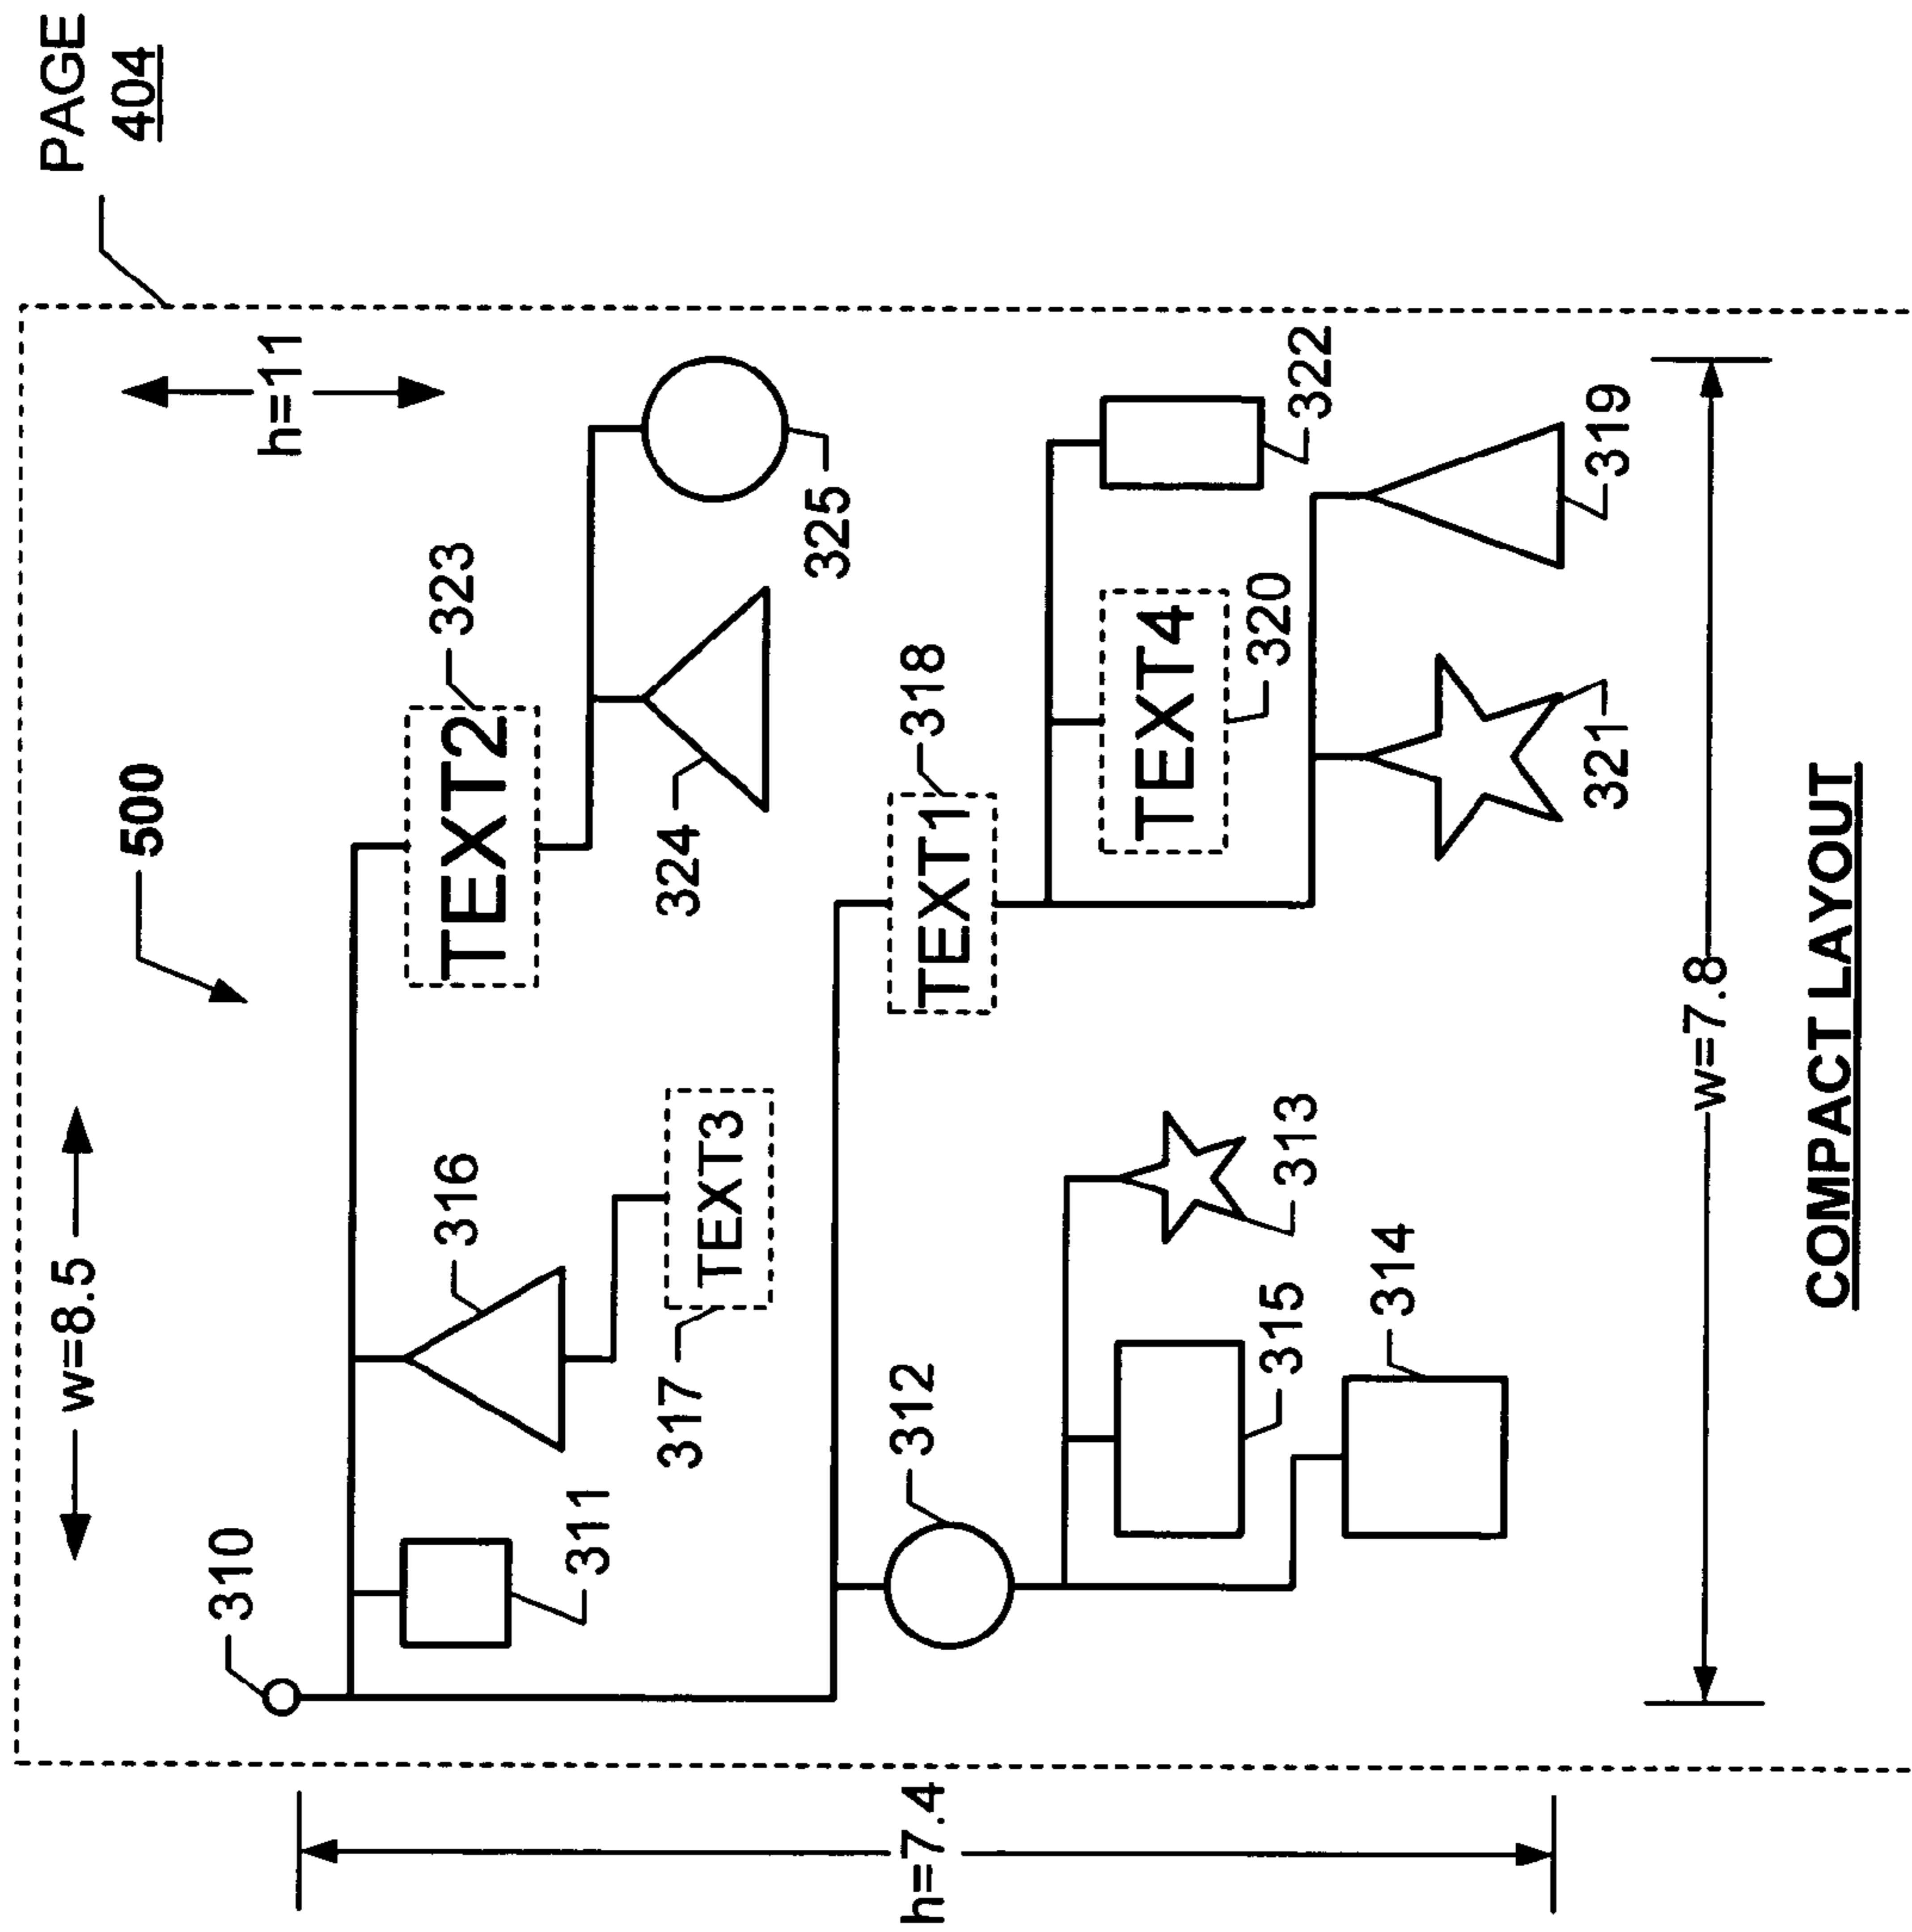 PAGE
404
w=8.5
h=11
500
310
311
316
TEXT2
323
317
TEXT3
324
325
312
TEXT1
318
313
315
314
TEXT4
320
322
321
319
h=7.4
w=7.8
COMPACT LAYOUT